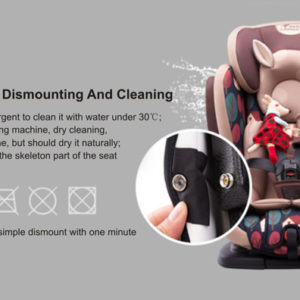 Dismounting And Cleaning
rgent to clean it with water under 30℃;
ng machine, dry cleaning,
ne, but should dry it naturally;
the skeleton part of the seat
simple dismount with one minute